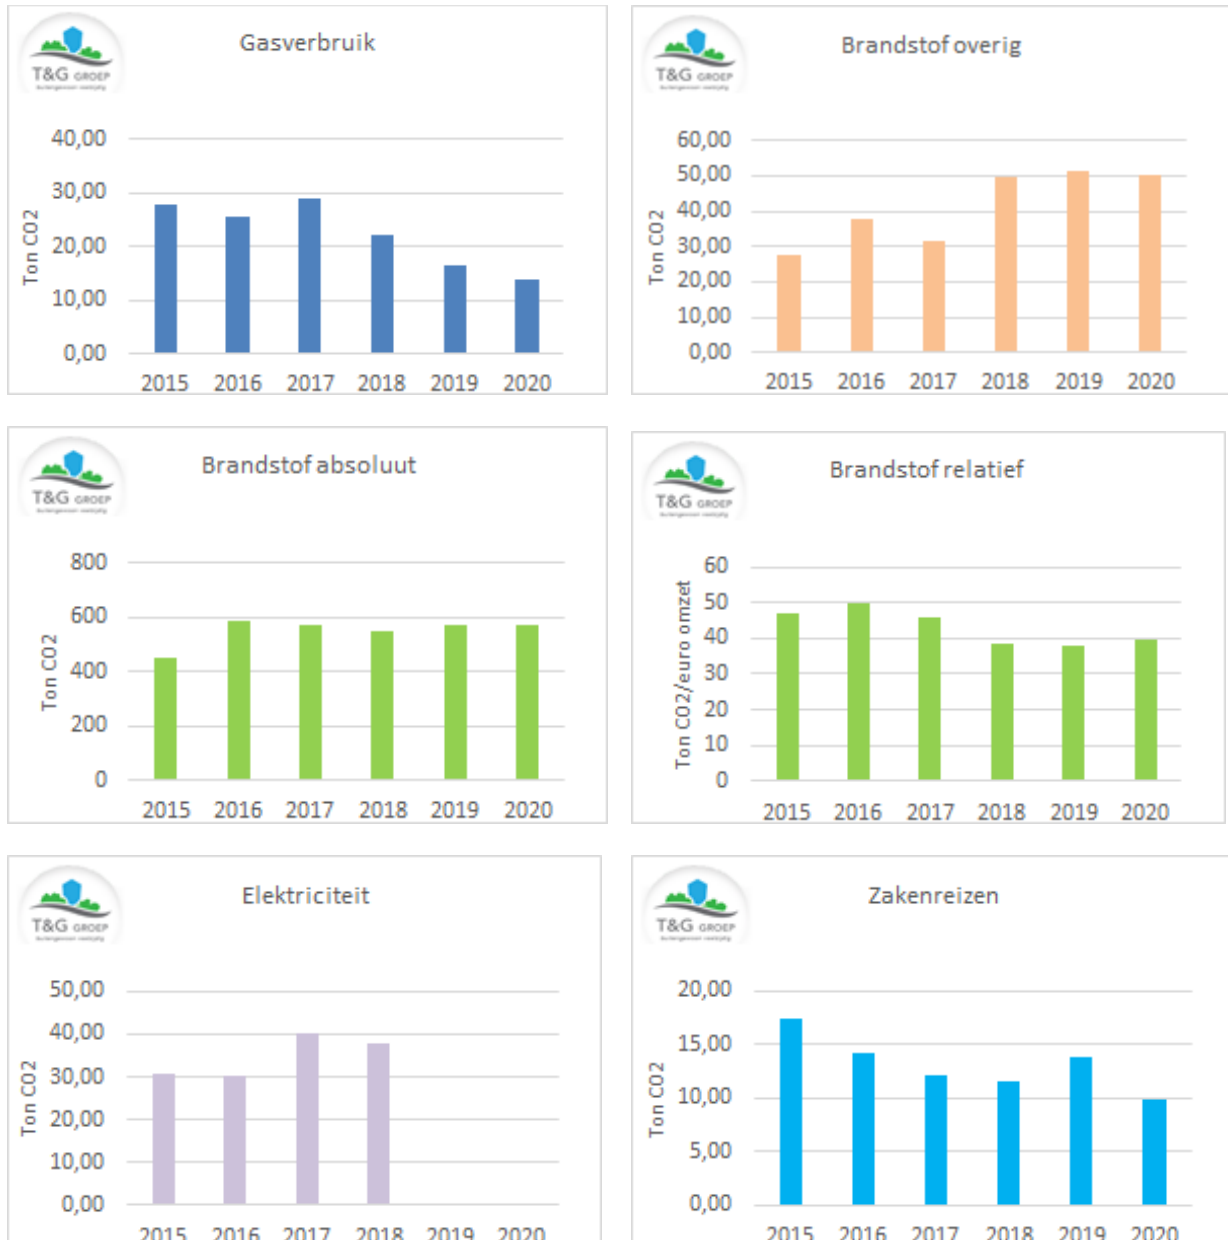 T&G GROEP
Gasverbruik
Ton CO2
40,00
30,00
20,00
10,00
0,00
2015 2016 2017 2018 2019 2020
T&G GROEP
Brandstof overig
Ton CO2
60,00
50,00
40,00
30,00
20,00
10,00
0,00
2015 2016 2017 2018 2019 2020
T&G GROEP
Brandstof absoluut
Ton CO2
800
600
400
200
0
2015 2016 2017 2018 2019 2020
T&G GROEP
Brandstof relatief
Ton CO2/euro omzet
60
50
40
30
20
10
0
2015 2016 2017 2018 2019 2020
T&G GROEP
Elektriciteit
Ton CO2
50,00
40,00
30,00
20,00
10,00
0,00
2015 2016 2017 2018 2019 2020
T&G GROEP
Zakenreizen
Ton CO2
20,00
15,00
10,00
5,00
0,00
2015 2016 2017 2018 2019 2020